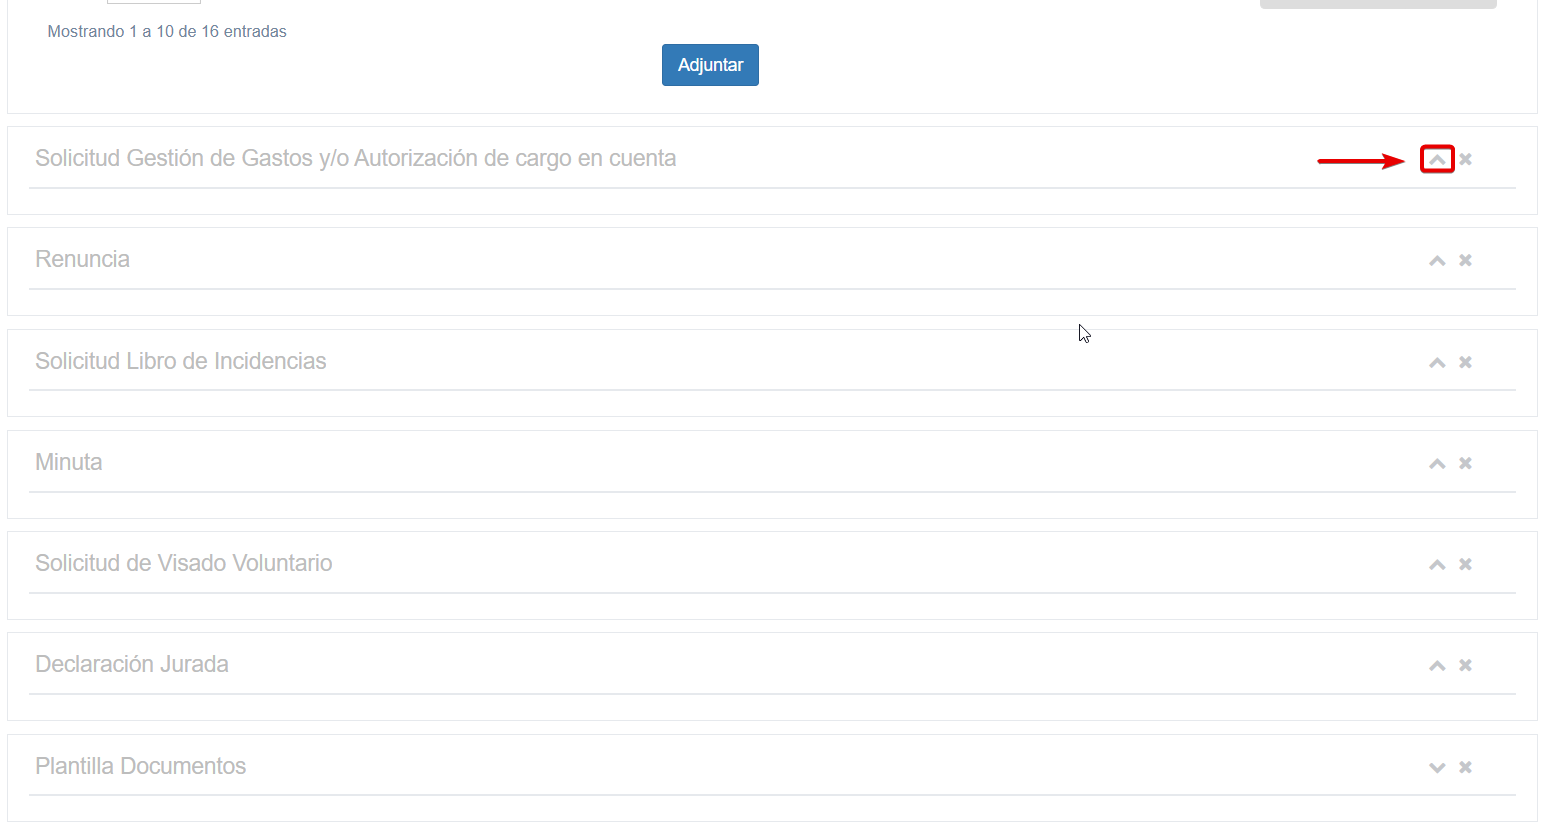 Mostrando 1 a 10 de 16 entradas
Adjuntar
Solicitud Gestión de Gastos y/o Autorización de cargo en cuenta
Renuncia
Solicitud Libro de Incidencias
Minuta
Solicitud de Visado Voluntario
Declaración Jurada
Plantilla Documentos